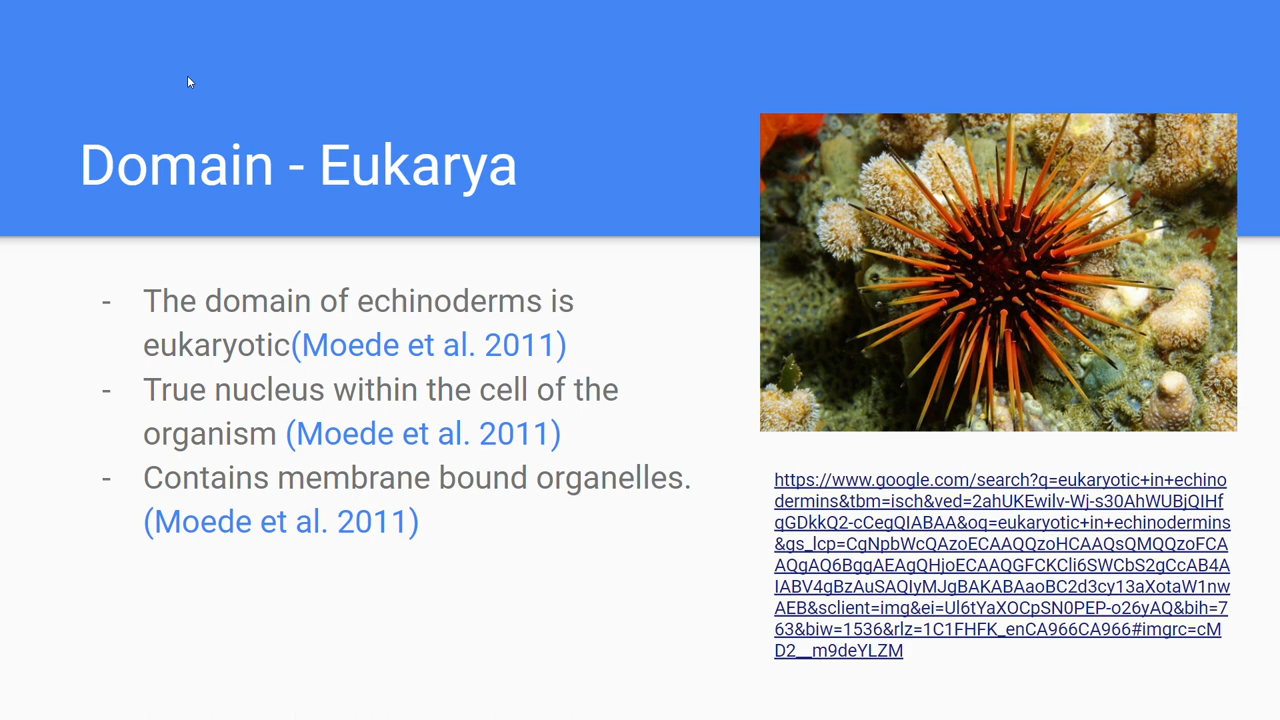 Domain - Eukarya
- The domain of echinoderms is
eukaryotic(Moede et al. 2011)
- True nucleus within the cell of the
organism (Moede et al. 2011)
- Contains membrane bound organelles.
(Moede et al. 2011)
https://www.google.com/search?q=eukaryotic+in+echino
dermins&tbm=isch&ved=2ahUKEwilv-Wj-s30AhWUBjQIHf
qGDkkQ2-cCegQIABAA&oq=eukaryotic+in+echinodermins
&gs_lcp=CgNpbWcQAzoECAAQQzoHCAAQsQMQQzoFCA
AQgAQ6BggAEAgQHjoECAAQGFCKCli6SWCbS2gCcAB4A
IABV4gBzAuSAQIyMJgBAKABAaoBC2d3cy13aXotaW1nw
AEB&sclient=img&ei=Ul6tYaXOCpSN0PEP-o26yAQ&bih=7
63&biw=1536&rlz=1C1FHFK_enCA966CA966#imgrc=cM
D2__m9deYLZM